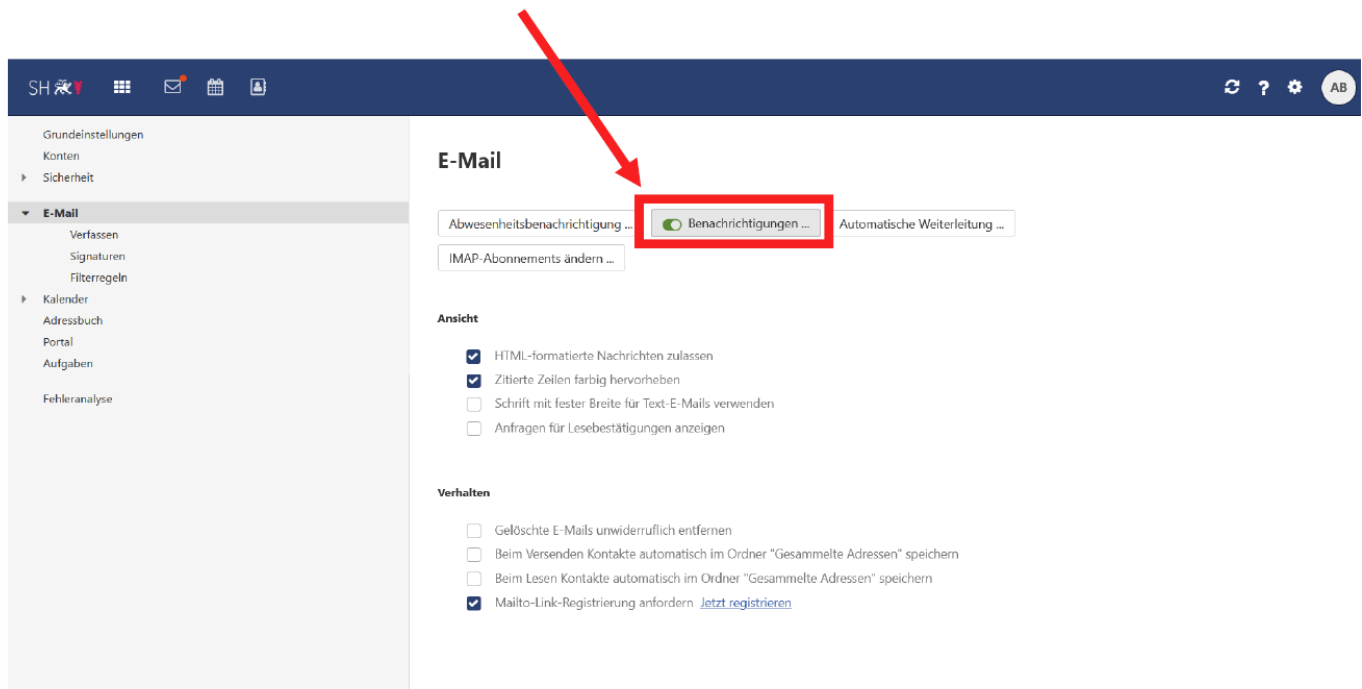 SH
AB
Grundeinstellungen
Konten
Sicherheit
E-Mail
Verfassen
Signaturen
Filterregeln
Kalender
Adressbuch
Portal
Aufgaben
Fehleranalyse
E-Mail
Abwesenheitsbenachrichtigung ... Benachrichtigungen ... Automatische Weiterleitung ...
IMAP-Abonnements ändern ...
Ansicht
HTML-formatierte Nachrichten zulassen
Zitierte Zeilen farbig hervorheben
Schrift mit fester Breite für Text-E-Mails verwenden
Anfragen für Lesebestätigungen anzeigen
Verhalten
Gelöschte E-Mails unwiderruflich entfernen
Beim Versenden Kontakte automatisch im Ordner "Gesammelte Adressen" speichern
Beim Lesen Kontakte automatisch im Ordner "Gesammelte Adressen" speichern
Mailto-Link-Registrierung anfordern Jetzt registrieren